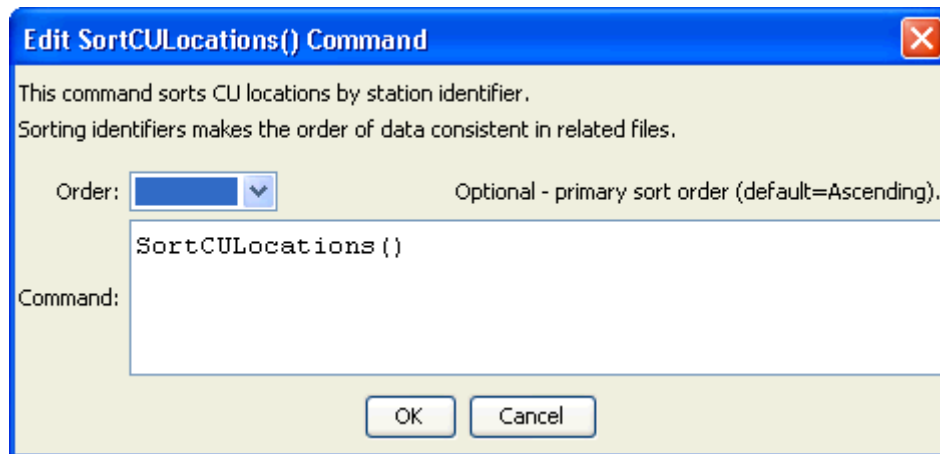 Edit SortCULocations() Command
This command sorts CU locations by station identifier.
Sorting identifiers makes the order of data consistent in related files.
Order: Optional - primary sort order (default=Ascending).
SortCULocations()
Command:
OK Cancel